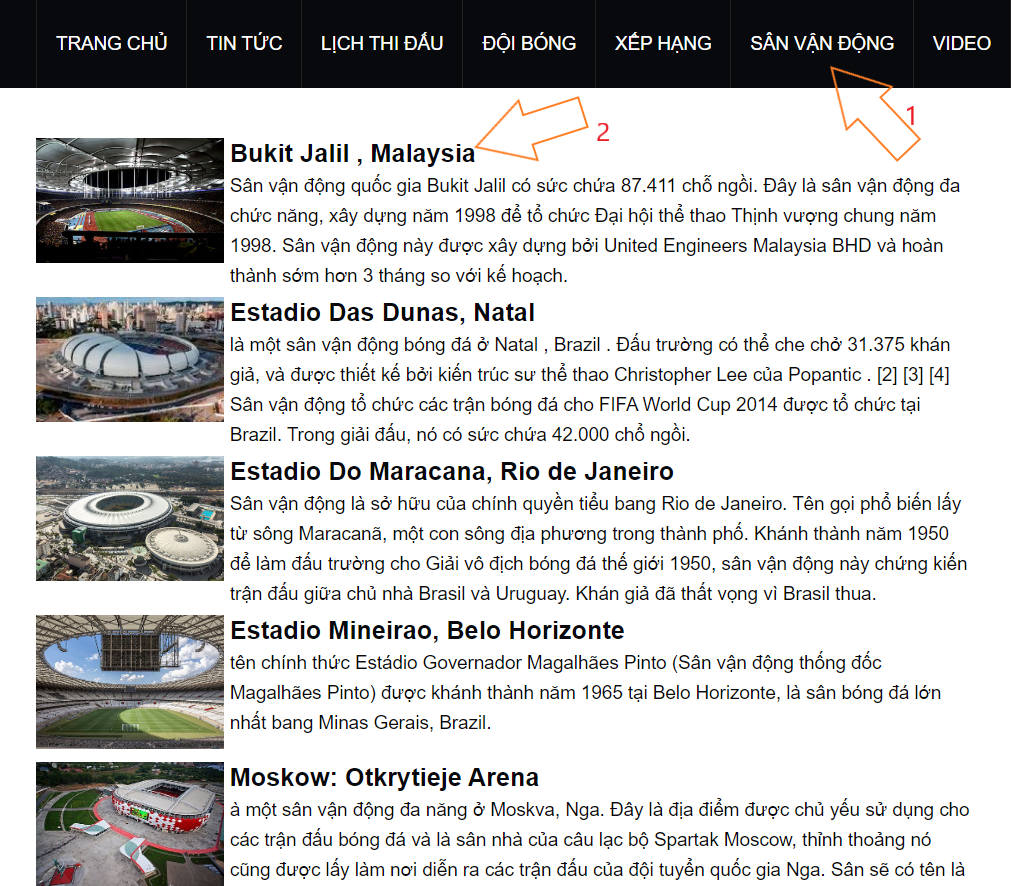 TRANG CHỦ TIN TỨC LỊCH THI ĐẤU ĐỘI BÓNG XẾP HẠNG SÂN VẬN ĐỘNG VIDEO
1
2
Bukit Jalil , Malaysia
Sân vận động quốc gia Bukit Jalil có sức chứa 87.411 chỗ ngồi. Đây là sân vận động đa
chức năng, xây dựng năm 1998 để tổ chức Đại hội thể thao Thịnh vượng chung năm
1998. Sân vận động này được xây dựng bởi United Engineers Malaysia BHD và hoàn
thành sớm hơn 3 tháng so với kế hoạch.
Estadio Das Dunas, Natal
là một sân vận động bóng đá ở Natal , Brazil . Đấu trường có thể che chở 31.375 khán
giả, và được thiết kế bởi kiến trúc sư thể thao Christopher Lee của Popantic . [2] [3] [4]
Sân vận động tổ chức các trận bóng đá cho FIFA World Cup 2014 được tổ chức tại
Brazil. Trong giải đấu, nó có sức chứa 42.000 chổ ngồi.
Estadio Do Maracana, Rio de Janeiro
Sân vận động là sở hữu của chính quyền tiểu bang Rio de Janeiro. Tên gọi phổ biến lấy
từ sông Maracanã, một con sông địa phương trong thành phố. Khánh thành năm 1950
để làm đấu trường cho Giải vô địch bóng đá thế giới 1950, sân vận động này chứng kiến
trận đấu giữa chủ nhà Brasil và Uruguay. Khán giả đã thất vọng vì Brasil thua.
Estadio Mineirao, Belo Horizonte
tên chính thức Estádio Governador Magalhães Pinto (Sân vận động thống đốc
Magalhães Pinto) được khánh thành năm 1965 tại Belo Horizonte, là sân bóng đá lớn
nhất bang Minas Gerais, Brazil.
Moskow: Otkrytieje Arena
à một sân vận động đa năng ở Moskva, Nga. Đây là địa điểm được chủ yếu sử dụng cho
các trận đấu bóng đá và là sân nhà của câu lạc bộ Spartak Moscow, thỉnh thoảng nó
cũng được lấy làm nơi diễn ra các trận đấu của đội tuyển quốc gia Nga. Sân sẽ có tên là